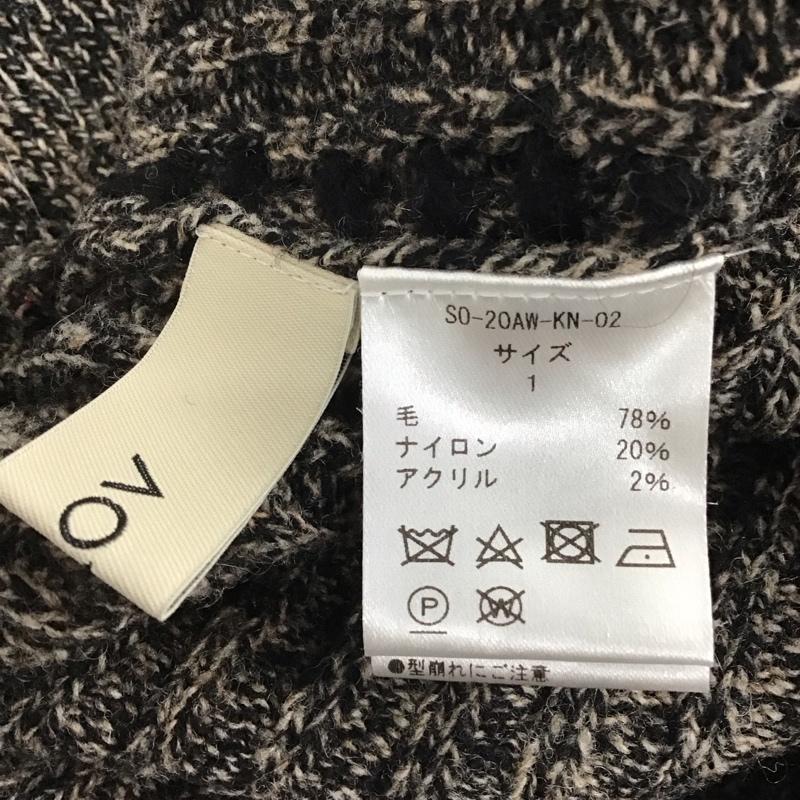 SO-20AW-KN-02
サイズ
1
毛 78%
ナイロン 20%
アクリル 2%
P
W
●型崩れにご注意
ov